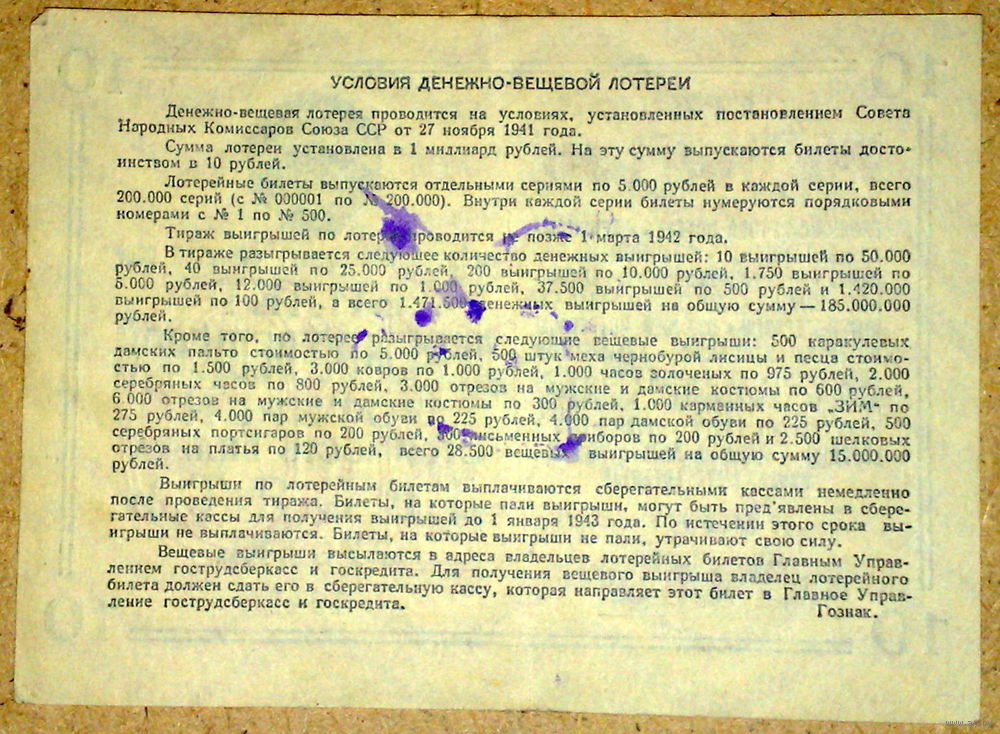 УСЛОВИЯ ДЕНЕЖНО-ВЕЩЕВОЙ ЛОТЕРЕИ
Денежно-вещевая лотерея проводится на условиях, установленных постановлением Совета
Народных Комиссаров Союза ССР от 27 ноября 1941 года.
Сумма лотереи установлена в 1 миллиард рублей. На эту сумму выпускаются билеты досто-
инством в 10 рублей.
Лотерейные билеты выпускаются отдельными сериями по 5.000 рублей в каждой серии, всего
200.000 серий (с № 000001 по № 200.000). Внутри каждой серии билеты нумеруются порядковыми
номерами с № 1 по № 500.
Тираж выигрышей по лотерее проводится не позже 1 марта 1942 года.
В тираже разыгрывается следующее количество денежных выигрышей: 10 выигрышей по 50.000
рублей, 40 выигрышей по 25.000 рублей, 200 выигрышей по 10.000 рублей, 1.750 выигрышей по
5.000 рублей, 12.000 выигрышей по 1.000 рублей, 37.500 выигрышей по 500 рублей и 1.420.000
выигрышей по 100 рублей, а всего 1.471.500 денежных выигрышей на общую сумму — 185.000.000
рублей.
Кроме того, по лотерее разыгрывается следующие вещевые выигрыши: 500 каракулевых
дамских пальто стоимостью по 5.000 рублей, 500 штук меха чернобурой лисицы и песца стоимо-
стью по 1.500 рублей, 3.000 ковров по 1.000 рублей, 1.000 часов золоченых по 975 рублей, 2.000
серебряных часов по 800 рублей, 3.000 отрезов на мужские и дамские костюмы по 600 рублей,
6 000 отрезов на мужские и дамские костюмы по 300 рублей, 1.000 карманных часов „ЗИМ“ по
275 рублей, 4.000 пар мужской обуви по 225 рублей, 4.000 пар дамской обуви по 225 рублей, 500
серебряных портсигаров по 200 рублей, 500 письменных приборов по 200 рублей и 2.500 шелковых
отрезов на платья по 120 рублей, всего 28.500 вещевых выигрышей на общую сумму 15.000.000
рублей.
Выигрыши по лотерейным билетам выплачиваются сберегательными кассами немедленно
после проведения тиража. Билеты, на которые пали выигрыши, могут быть пред'явлены в сбере-
гательные кассы для получения выигрышей до 1 января 1943 года. По истечении этого срока вы-
игрыши не выплачиваются. Билеты, на которые выигрыши не пали, утрачивают свою силу.
Вещевые выигрыши высылаются в адреса владельцев лотерейных билетов Главным Управ-
лением гострудсберкасс и госкредита. Для получения вещевого выигрыша владелец лотерейного
билета должен сдать его в сберегательную кассу, которая направляет этот билет в Главное Управ-
ление гострудсберкасс и госкредита.
Гознак.